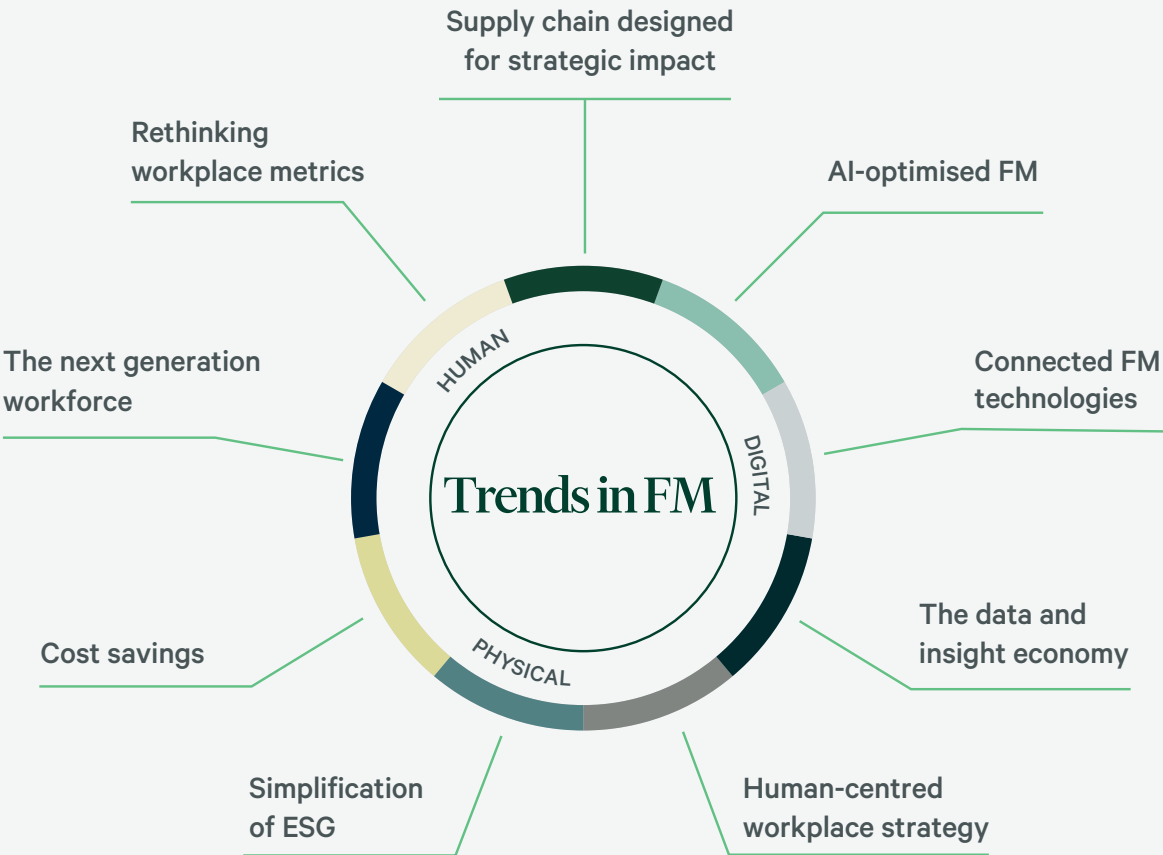 Supply chain designed
for strategic impact
Rethinking
workplace metrics
AI-optimised FM
The next generation
workforce
Connected FM
technologies
HUMAN
DIGITAL
Trends in FM
PHYSICAL
Cost savings
The data and
insight economy
Simplification
of ESG
Human-centred
workplace strategy